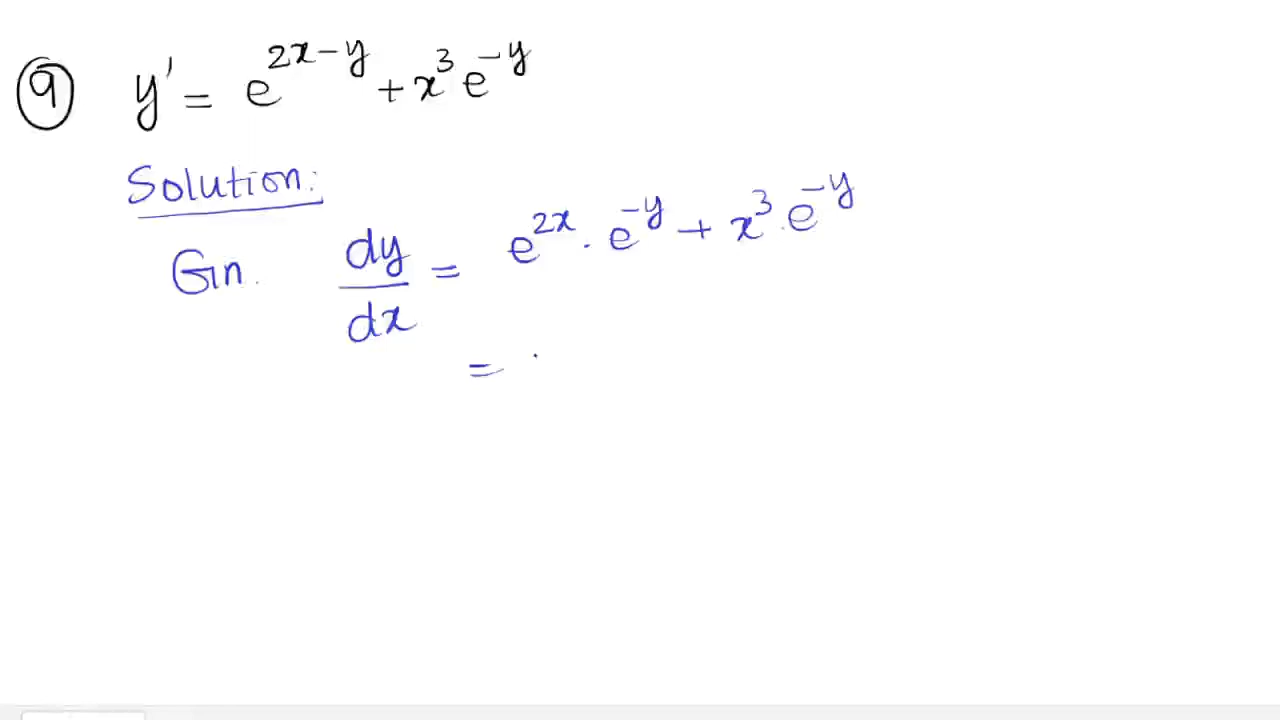 ⑨ y' = e^{2x-y} + x^3 e^{-y}
Solution:
Gn. dy/dx = e^{2x} . e^{-y} + x^3 . e^{-y}
=